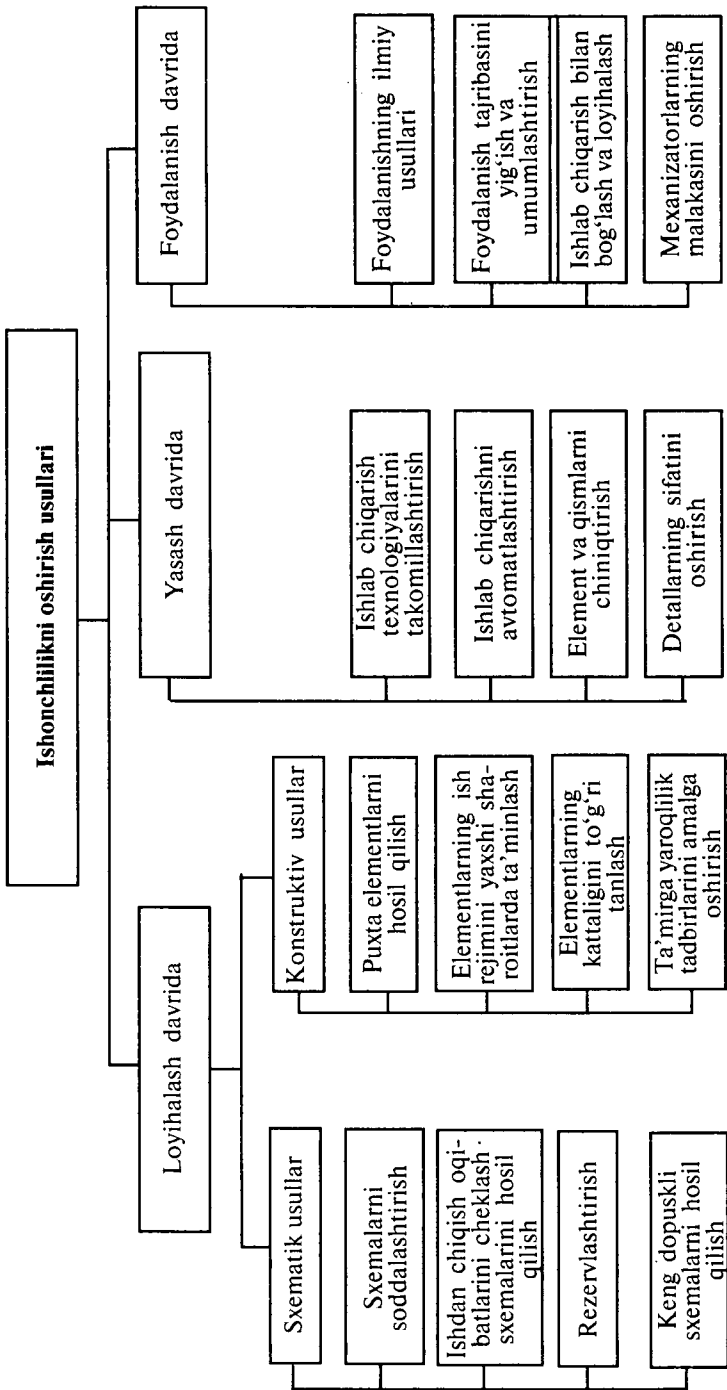 Ishonchlilikni oshirish usullari
Loyihalash davrida
Yasash davrida
Foydalanish davrida
Sxematik usullar
Sxemalarni
soddalashtirish
Ishdan chiqish oqi-
batlarini cheklash
sxemalarini hosil
qilish
Rezervlashtirish
Keng dopuskli
sxemalarni hosil
qilish
Konstruktiv usullar
Puxta elementlarni
hosil qilish
Elementlarning ish
rejimini yaxshi sha-
roitlarda ta’minlash
Elementlarning
kattaligini to‘g‘ri
tanlash
Ta’mirga yaroqlilik
tadbirlarini amalga
oshirish
Ishlab chiqarish
texnologiyalarini
takomillashtirish
Ishlab chiqarishni
avtomatlashtirish
Element va qismlarni
chiniqtirish
Detallarning sifatini
oshirish
Foydalanishning ilmiy
usullari
Foydalanish tajribasini
yig‘ish va
umumlashtirish
Ishlab chiqarish bilan
bog‘lash va loyihalash
Mexanizatorlarning
malakasini oshirish